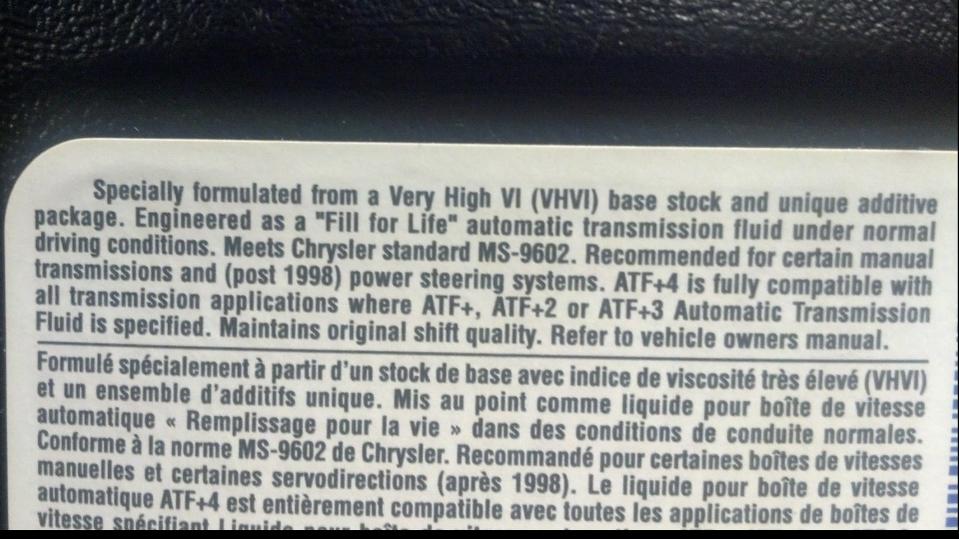 Specially formulated from a Very High VI (VHVI) base stock and unique additive
package. Engineered as a "Fill for Life" automatic transmission fluid under normal
driving conditions. Meets Chrysler standard MS-9602. Recommended for certain manual
transmissions and (post 1998) power steering systems. ATF+4 is fully compatible with
all transmission applications where ATF+, ATF+2 or ATF+3 Automatic Transmission
Fluid is specified. Maintains original shift quality. Refer to vehicle owners manual.
Formulé spécialement à partir d'un stock de base avec indice de viscosité très élevé (VHVI)
et un ensemble d'additifs unique. Mis au point comme liquide pour boîte de vitesse
automatique « Remplissage pour la vie » dans des conditions de conduite normales.
Conforme à la norme MS-9602 de Chrysler. Recommandé pour certaines boîtes de vitesses
manuelles et certaines servodirections (après 1998). Le liquide pour boîte de vitesse
automatique ATF+4 est entièrement compatible avec toutes les applications de boîtes de
vitesse spécifiant Liquide pour boîte de